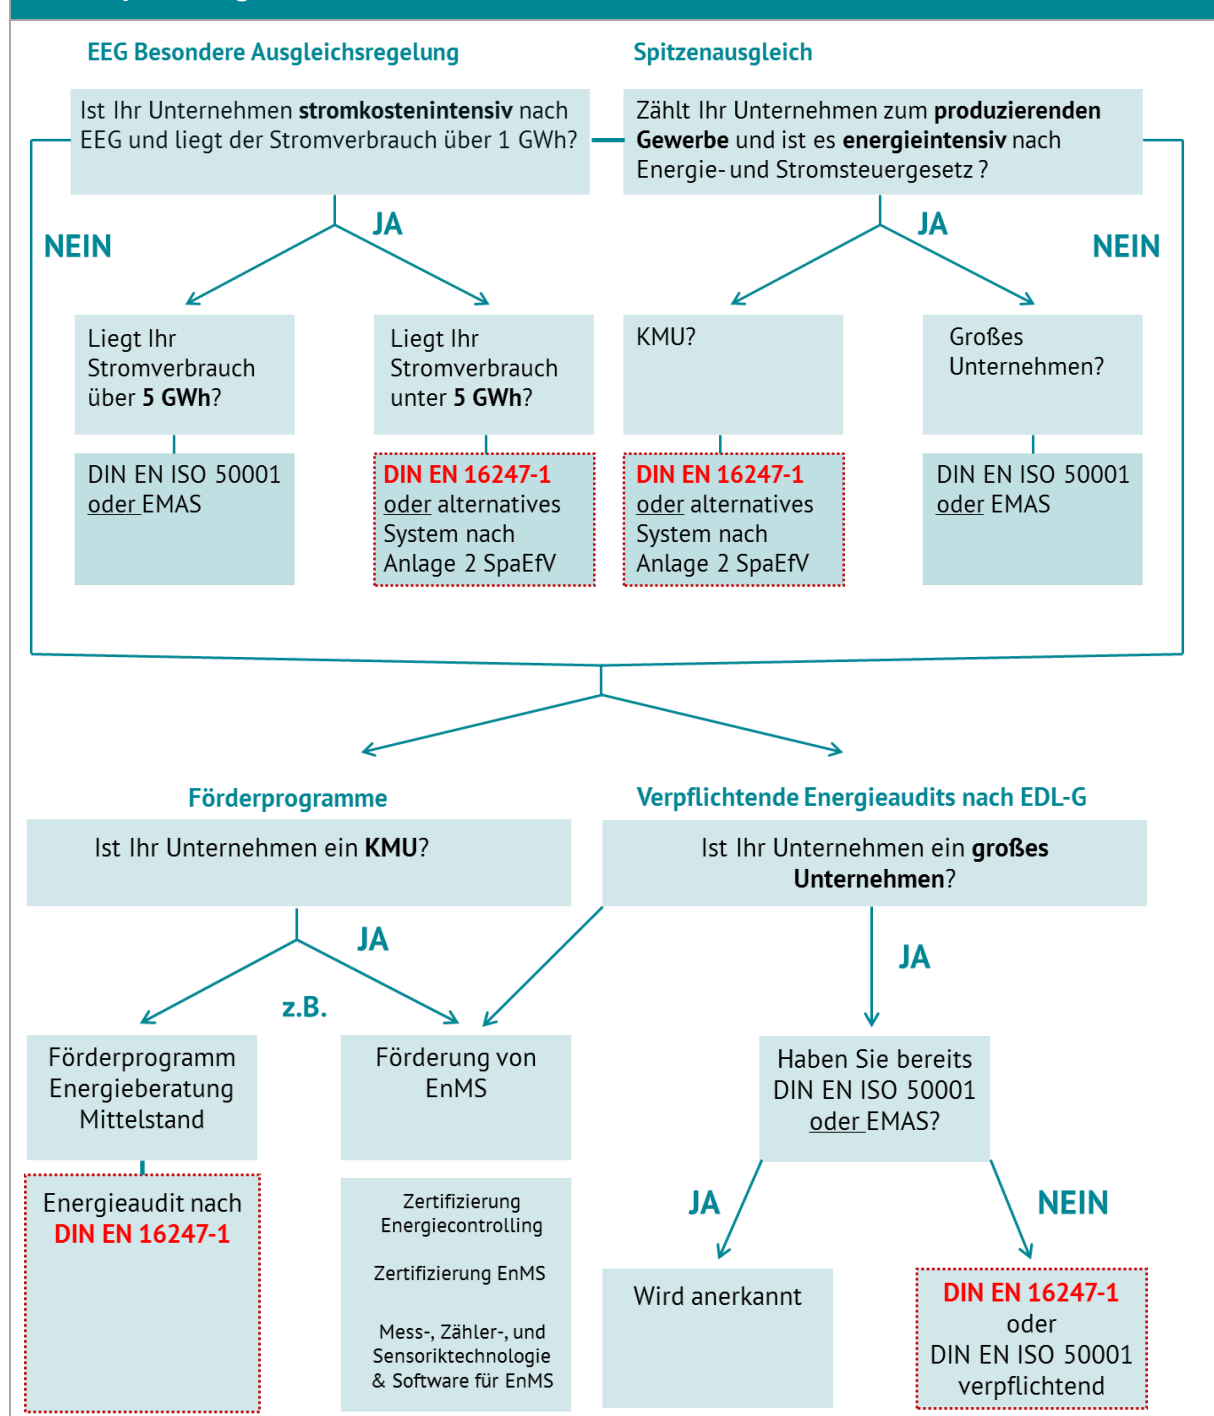 EEG Besondere Ausgleichsregelung
Ist Ihr Unternehmen stromkostenintensiv nach
EEG und liegt der Stromverbrauch über 1 GWh?
Spitzenausgleich
Zählt Ihr Unternehmen zum produzierenden
Gewerbe und ist es energieintensiv nach
Energie- und Stromsteuergesetz ?
NEIN
JA
JA
NEIN
Liegt Ihr
Stromverbrauch
über 5 GWh?
Liegt Ihr
Stromverbrauch
unter 5 GWh?
KMU?
Großes
Unternehmen?
DIN EN ISO 50001
oder EMAS
DIN EN 16247-1
oder alternatives
System nach
Anlage 2 SpaEfV
DIN EN 16247-1
oder alternatives
System nach
Anlage 2 SpaEfV
DIN EN ISO 50001
oder EMAS
Förderprogramme
Ist Ihr Unternehmen ein KMU?
Verpflichtende Energieaudits nach EDL-G
Ist Ihr Unternehmen ein großes
Unternehmen?
JA
z.B.
JA
Förderprogramm
Energieberatung
Mittelstand
Förderung von
EnMS
Haben Sie bereits
DIN EN ISO 50001
oder EMAS?
Energieaudit nach
DIN EN 16247-1
Zertifizierung
Energiecontrolling
Zertifizierung EnMS
Mess-, Zähler-, und
Sensoriktechnologie
& Software für EnMS
JA
NEIN
Wird anerkannt
DIN EN 16247-1
oder
DIN EN ISO 50001
verpflichtend